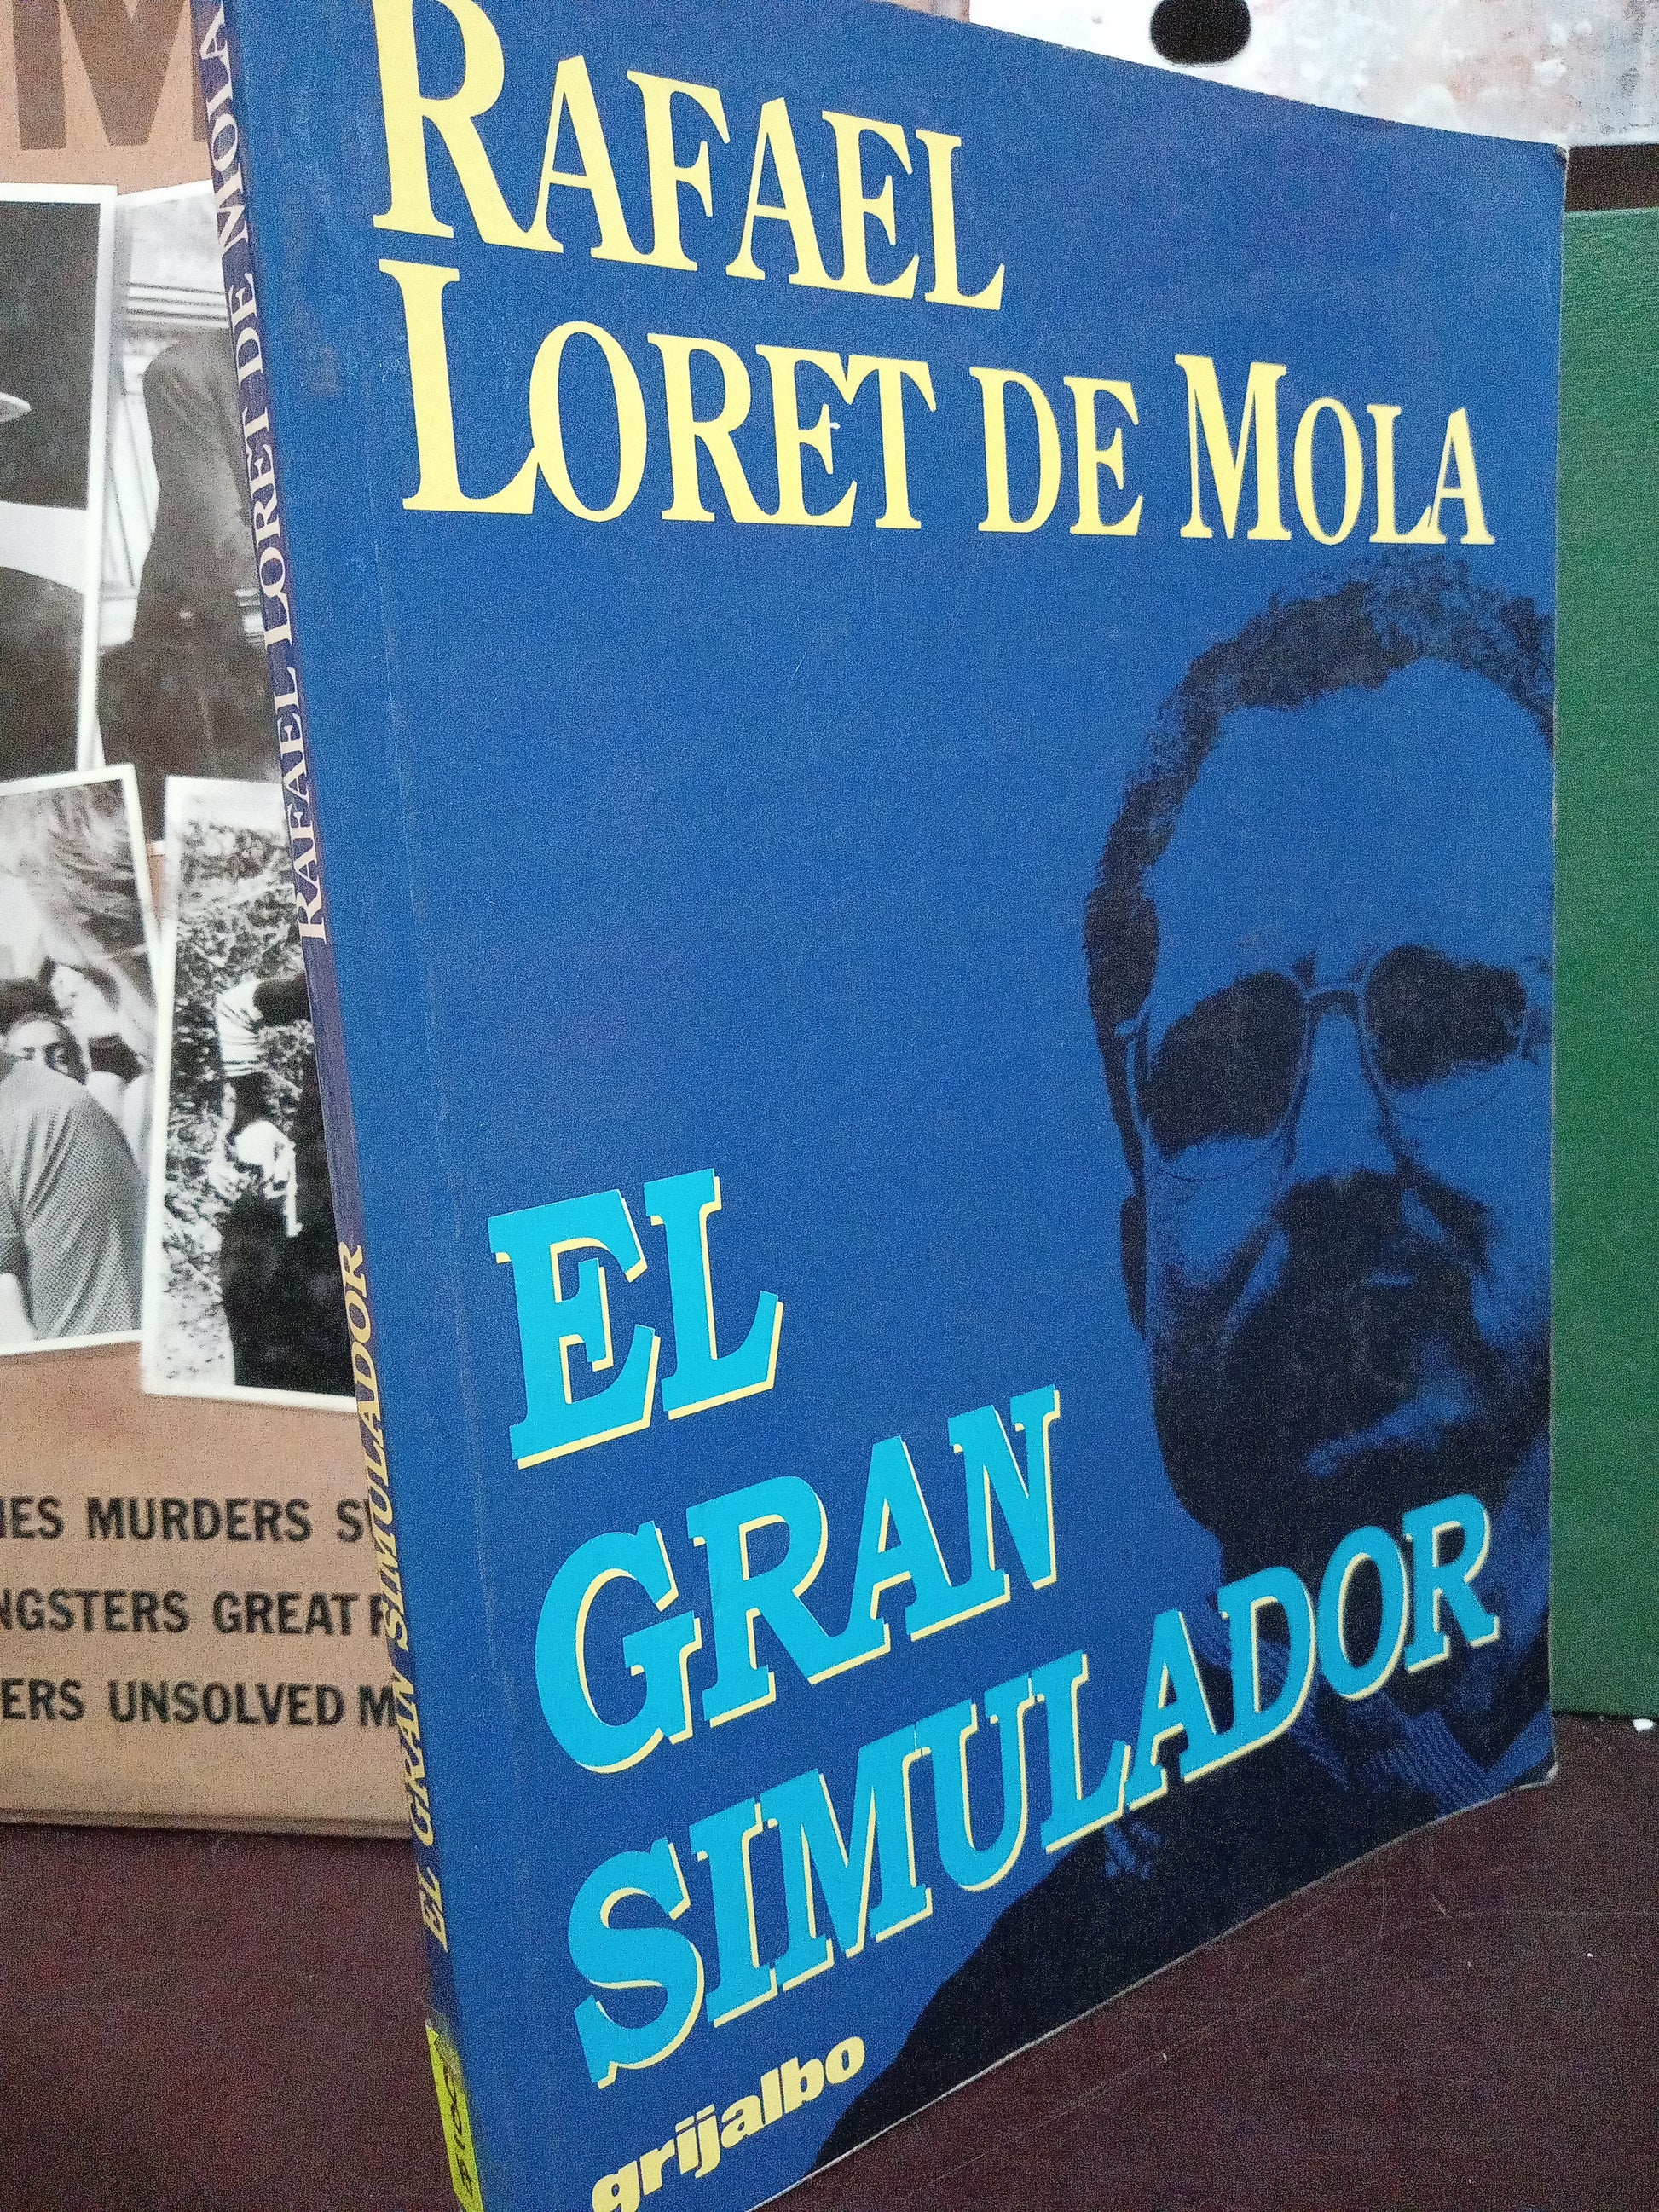 RAFAEL
LORET DE MOLA
EL
GRAN
SIMULADOR
grijalbo
EL GRAN SIMULADOR RAFAEL LORET DE MOLA
M
MURDERS
GREAT
UNSOLVED